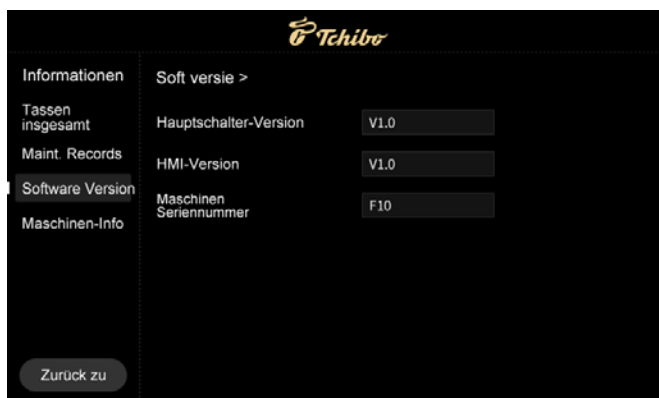 Tchibo
Informationen
Tassen
insgesamt
Maint. Records
Software Version
Maschinen-Info
Zurück zu
Soft versie >
Hauptschalter-Version
V1.0
HMI-Version
V1.0
Maschinen
Seriennummer
F10